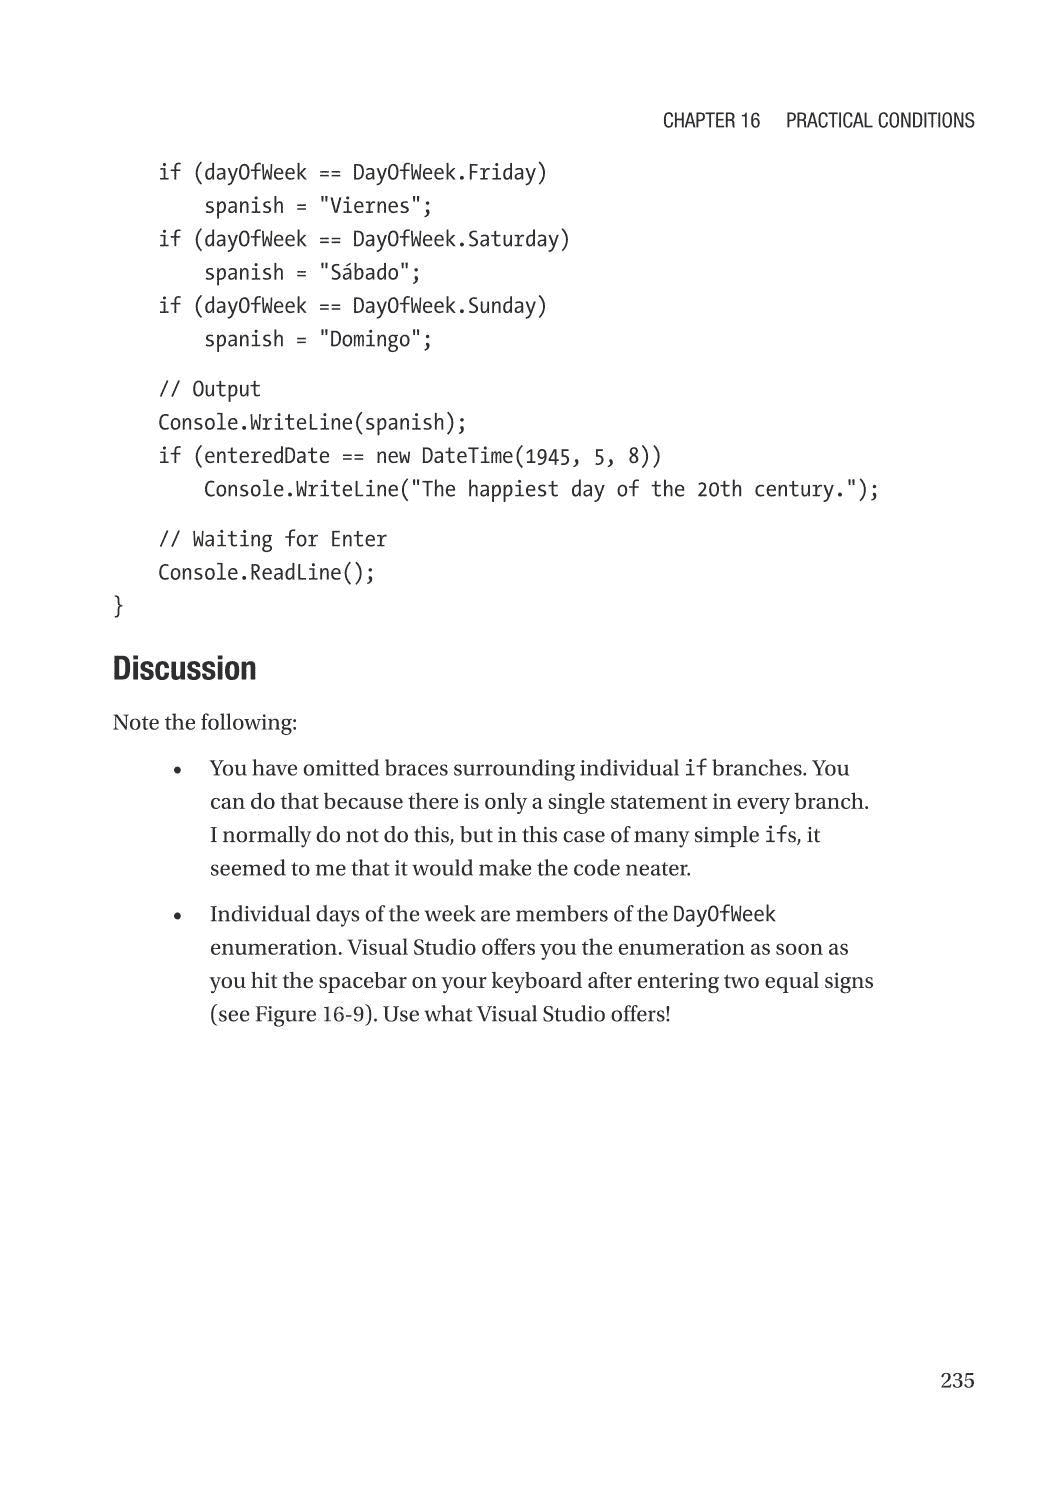 CHAPTER 16 PRACTICAL CONDITIONS
if (dayOfWeek == DayOfWeek.Friday)
spanish = "Viernes";
if (dayOfWeek == DayOfWeek.Saturday)
spanish = "Sábado";
if (dayOfWeek == DayOfWeek.Sunday)
spanish = "Domingo";
// Output
Console.WriteLine(spanish);
if (enteredDate == new DateTime(1945, 5, 8))
Console.WriteLine("The happiest day of the 20th century.");
// Waiting for Enter
Console.ReadLine();
}
Discussion
Note the following:
• You have omitted braces surrounding individual if branches. You
can do that because there is only a single statement in every branch.
I normally do not do this, but in this case of many simple ifs, it
seemed to me that it would make the code neater.
• Individual days of the week are members of the DayOfWeek
enumeration. Visual Studio offers you the enumeration as soon as
you hit the spacebar on your keyboard after entering two equal signs
(see Figure 16-9). Use what Visual Studio offers!
235